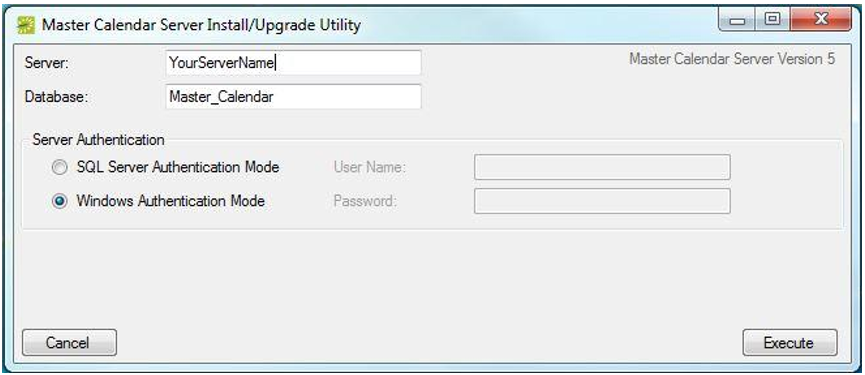 Master Calendar Server Install/Upgrade Utility
Server: YourServerName Master Calendar Server Version 5
Database: Master_Calendar
Server Authentication
SQL Server Authentication Mode User Name:
Windows Authentication Mode Password:
Cancel Execute